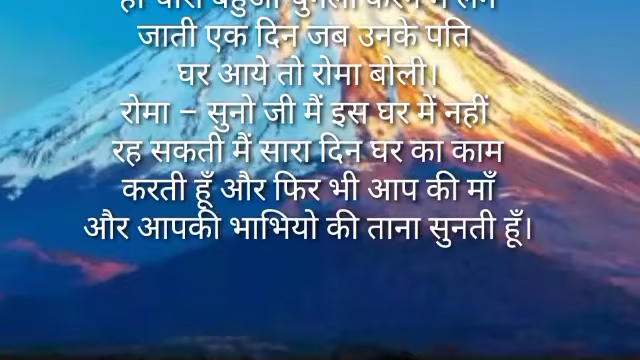 जाती एक दिन जब उनके पति
घर आये तो रोमा बोली।
रोमा – सुनो जी मैं इस घर में नहीं
रह सकती मैं सारा दिन घर का काम
करती हूँ और फिर भी आप की माँ
और आपकी भाभियो की ताना सुनती हूँ।